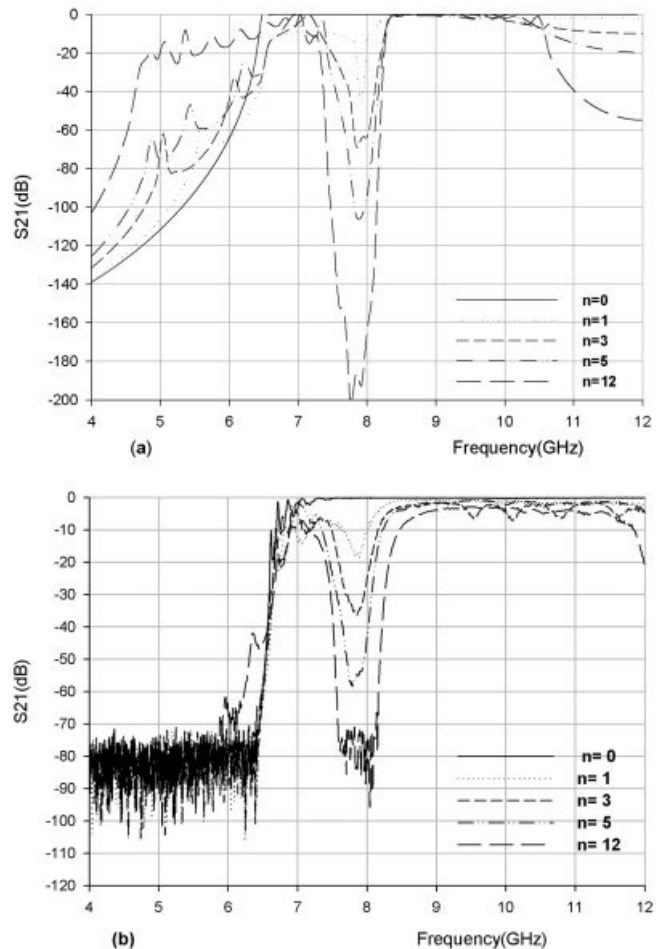 0
-20
-40
-60
-80
-100
-120
-140
-160
-180
-200
S21(dB)
n=0
n=1
n=3
n=5
n=12
4 5 6 7 8 9 10 11 12
(a) Frequency(GHz)
0
-10
-20
-30
-40
-50
-60
-70
-80
-90
-100
-110
-120
S21(dB)
n= 0
n= 1
n= 3
n= 5
n= 12
4 5 6 7 8 9 10 11 12
(b) Frequency(GHz)